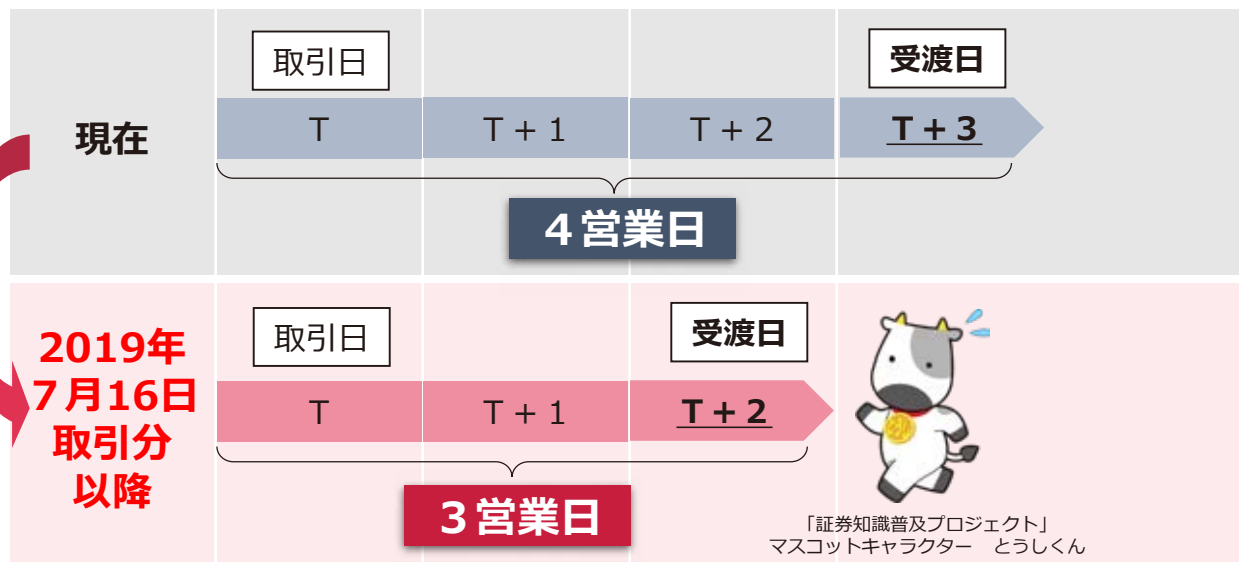 取引日
受渡日
現在
T
T + 1
T + 2
T + 3
４営業日
2019年
７月16日
取引分
以降
取引日
受渡日
T
T + 1
T + 2
３営業日
「証券知識普及プロジェクト」
マスコットキャラクター　とうしくん